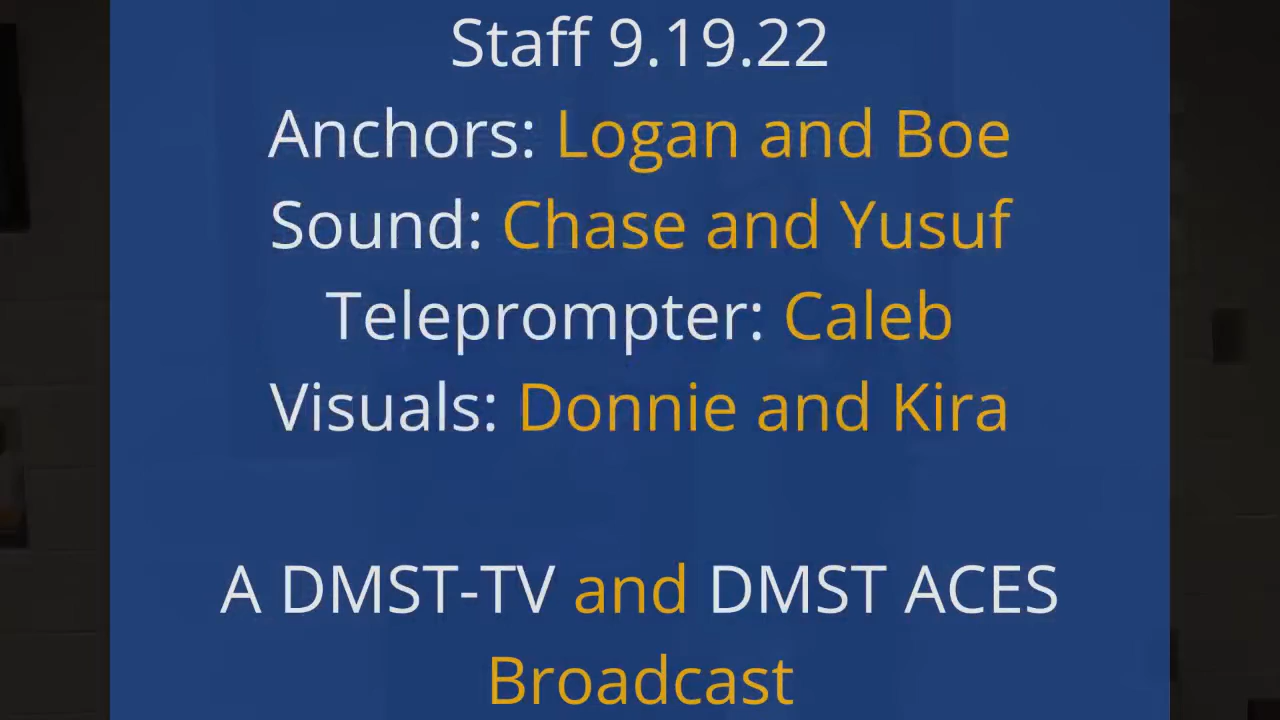 Staff 9.19.22
Anchors: Logan and Boe
Sound: Chase and Yusuf
Teleprompter: Caleb
Visuals: Donnie and Kira
A DMST-TV and DMST ACES
Broadcast